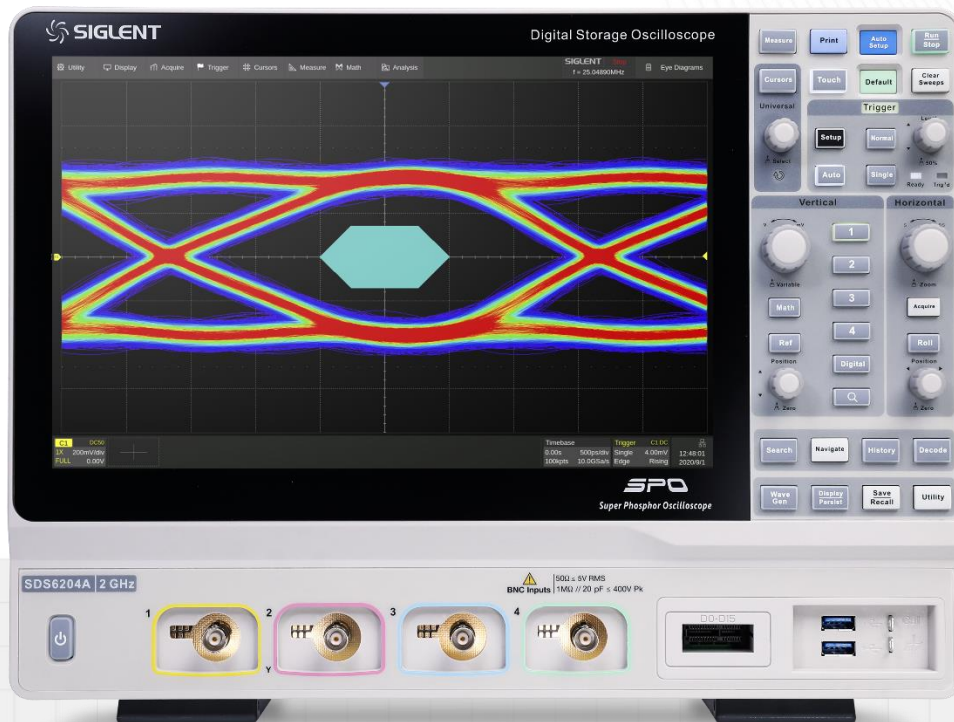 SIGLENT
Digital Storage Oscilloscope
Utility Display Acquire Trigger Cursors Measure Math Analysis
SIGLENT Stop
f = 25.04890MHz
Eye Diagrams
C1 DC50
1X 200mV/div
FULL 0.00V
Timebase
0.00s 500ps/div
100kpts 10.0GSa/s
Trigger C1 DC
Single 4.00mV
Edge Rising
12:48:01
2020/9/1
SPO
Super Phosphor Oscilloscope
Measure
Print
Auto Setup
Run Stop
Cursors
Touch
Default
Clear Sweeps
Universal
Select
Trigger
Setup
Normal
Level
50%
Auto
Single
Ready Trig'd
Vertical
Horizontal
Variable
Zoom
1
2
3
4
Math
Ref
Digital
Position
Zero
Acquire
Roll
Position
Zero
Search
Navigate
History
Decode
Wave Gen
Display Persist
Save Recall
Utility
SDS6204A 2 GHz
BNC Inputs
50Ω ≤ 5V RMS
1MΩ // 20 pF ≤ 400V Pk
1
2
Y
3
4
D0-D15